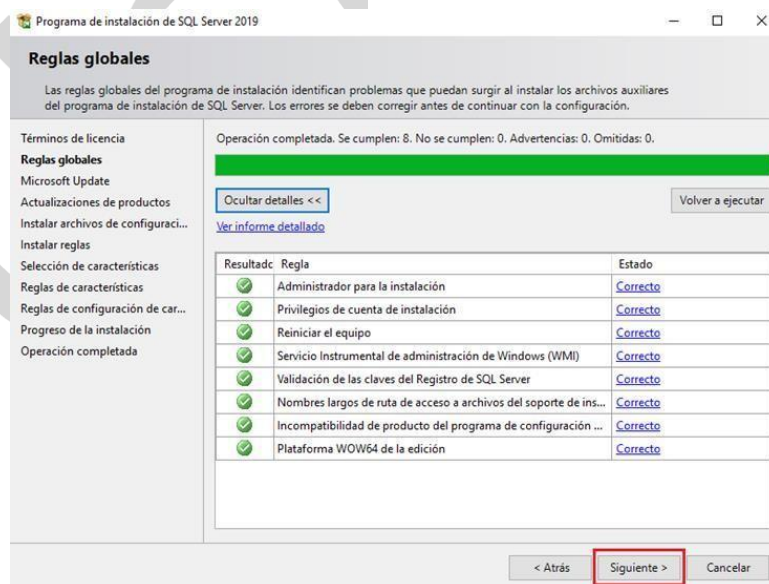 Programa de instalación de SQL Server 2019
Reglas globales
Las reglas globales del programa de instalación identifican problemas que puedan surgir al instalar los archivos auxiliares
del programa de instalación de SQL Server. Los errores se deben corregir antes de continuar con la configuración.
Términos de licencia
Reglas globales
Microsoft Update
Actualizaciones de productos
Instalar archivos de configuraci...
Instalar reglas
Selección de características
Reglas de características
Reglas de configuración de car...
Progreso de la instalación
Operación completada
Operación completada. Se cumplen: 8. No se cumplen: 0. Advertencias: 0. Omitidas: 0.
Ocultar detalles << Volver a ejecutar
Ver informe detallado
Resultado Regla Estado
Administrador para la instalación Correcto
Privilegios de cuenta de instalación Correcto
Reiniciar el equipo Correcto
Servicio Instrumental de administración de Windows (WMI) Correcto
Validación de las claves del Registro de SQL Server Correcto
Nombres largos de ruta de acceso a archivos del soporte de ins... Correcto
Incompatibilidad de producto del programa de configuración ... Correcto
Plataforma WOW64 de la edición Correcto
< Atrás Siguiente > Cancelar